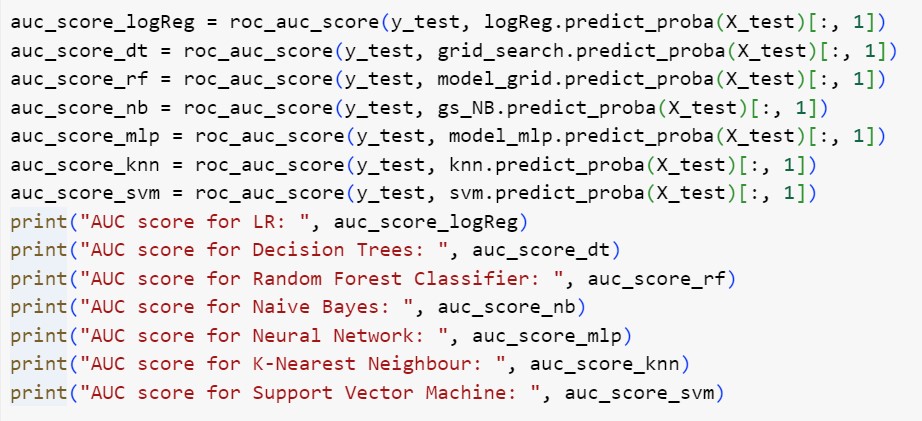 auc_score_logReg = roc_auc_score(y_test, logReg.predict_proba(X_test)[:, 1])
auc_score_dt = roc_auc_score(y_test, grid_search.predict_proba(X_test)[:, 1])
auc_score_rf = roc_auc_score(y_test, model_grid.predict_proba(X_test)[:, 1])
auc_score_nb = roc_auc_score(y_test, gs_NB.predict_proba(X_test)[:, 1])
auc_score_mlp = roc_auc_score(y_test, model_mlp.predict_proba(X_test)[:, 1])
auc_score_knn = roc_auc_score(y_test, knn.predict_proba(X_test)[:, 1])
auc_score_svm = roc_auc_score(y_test, svm.predict_proba(X_test)[:, 1])
print("AUC score for LR: ", auc_score_logReg)
print("AUC score for Decision Trees: ", auc_score_dt)
print("AUC score for Random Forest Classifier: ", auc_score_rf)
print("AUC score for Naive Bayes: ", auc_score_nb)
print("AUC score for Neural Network: ", auc_score_mlp)
print("AUC score for K-Nearest Neighbour: ", auc_score_knn)
print("AUC score for Support Vector Machine: ", auc_score_svm)